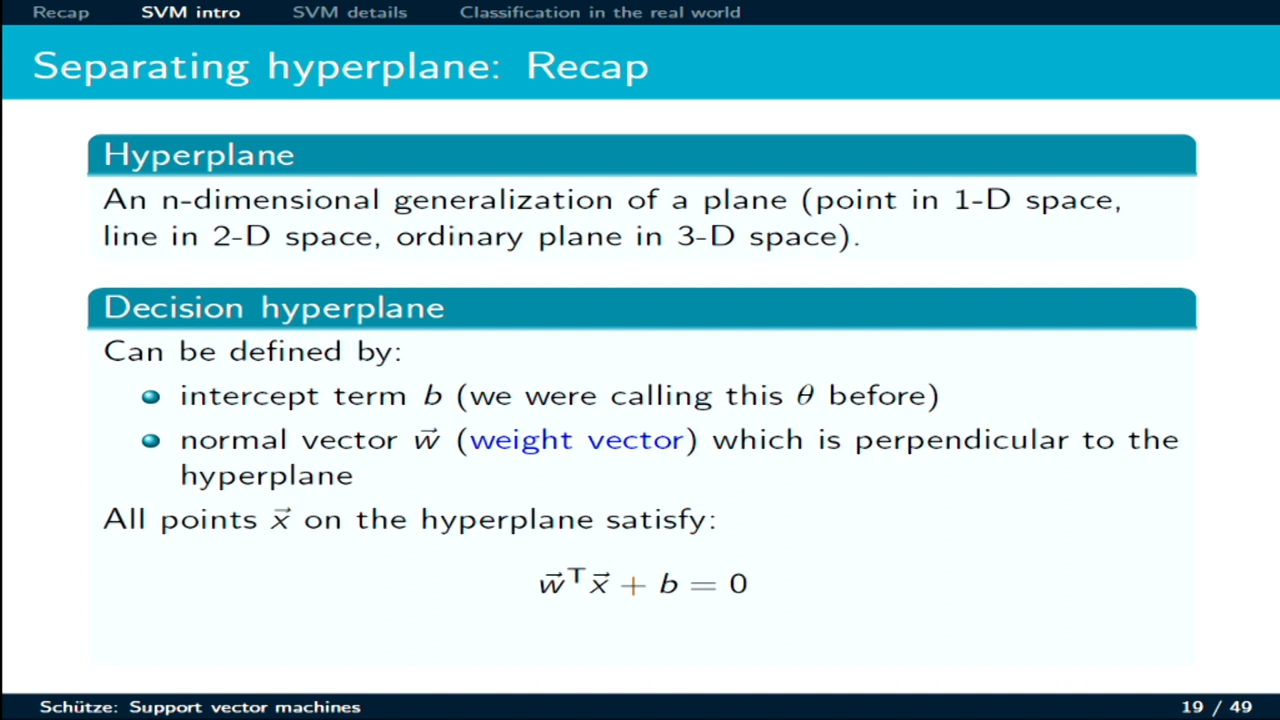 Recap SVM intro SVM details Classification in the real world
Separating hyperplane: Recap
Hyperplane
An n-dimensional generalization of a plane (point in 1-D space,
line in 2-D space, ordinary plane in 3-D space).
Decision hyperplane
Can be defined by:
intercept term b (we were calling this θ before)
normal vector w⃗ (weight vector) which is perpendicular to the
hyperplane
All points x⃗ on the hyperplane satisfy:
w⃗ᵀx⃗ + b = 0
Schütze: Support vector machines 19 / 49